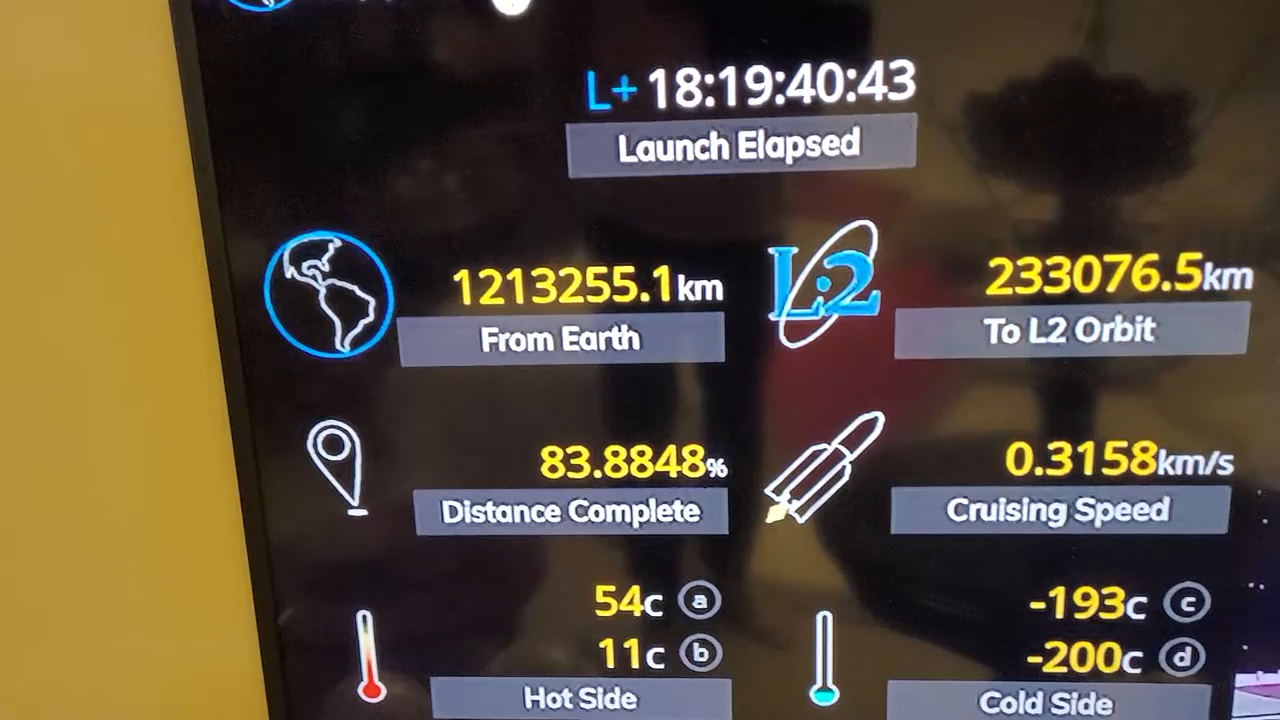 L+ 18:19:40:43
Launch Elapsed
1213255.1km
From Earth
L2
233076.5km
To L2 Orbit
83.8848%
Distance Complete
0.3158km/s
Cruising Speed
54c a
11c b
Hot Side
-193c c
-200c d
Cold Side